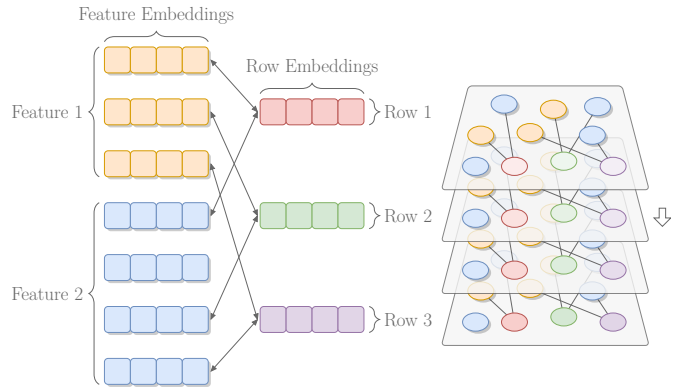 Feature Embeddings
Row Embeddings
Feature 1
Row 1
Row 2
Feature 2
Row 3